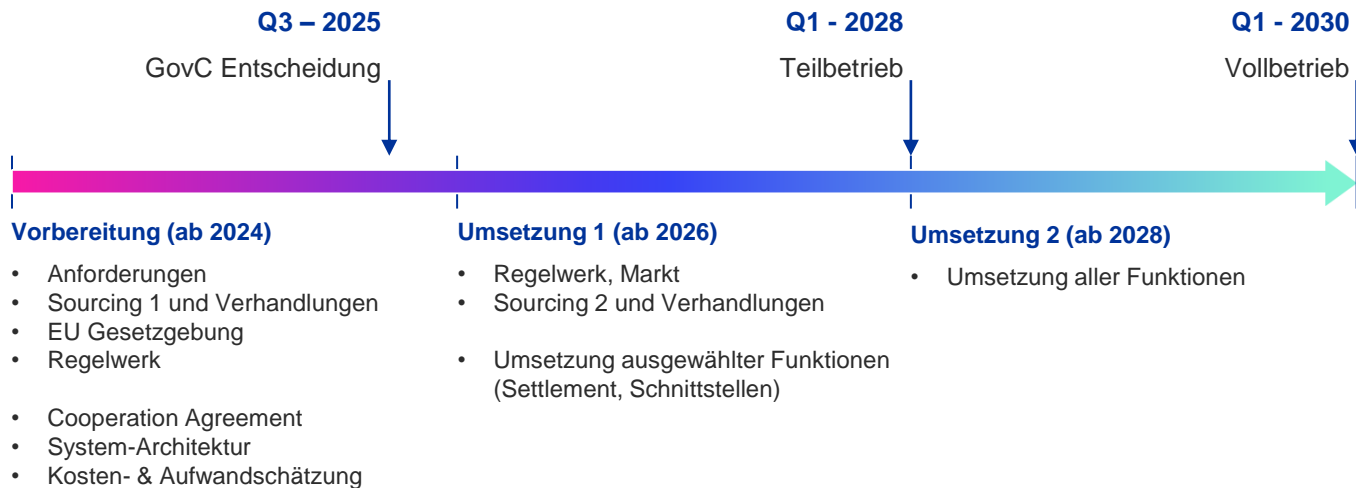 Q3 – 2025
GovC Entscheidung
Q1 - 2028
Teilbetrieb
Q1 - 2030
Vollbetrieb
Vorbereitung (ab 2024)
• Anforderungen
• Sourcing 1 und Verhandlungen
• EU Gesetzgebung
• Regelwerk
• Cooperation Agreement
• System-Architektur
• Kosten- & Aufwandschätzung
Umsetzung 1 (ab 2026)
• Regelwerk, Markt
• Sourcing 2 und Verhandlungen
• Umsetzung ausgewählter Funktionen
(Settlement, Schnittstellen)
Umsetzung 2 (ab 2028)
• Umsetzung aller Funktionen